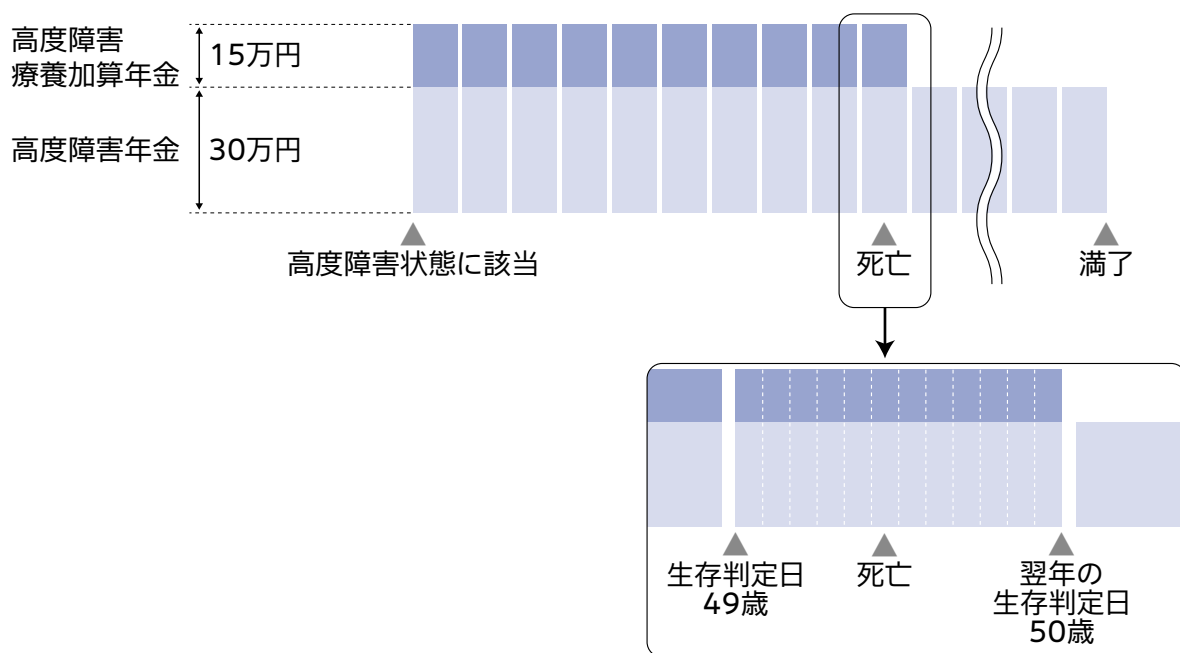 高度障害
療養加算年金
15万円
高度障害年金
30万円
高度障害状態に該当
死亡
満了
生存判定日
49歳
死亡
翌年の
生存判定日
50歳